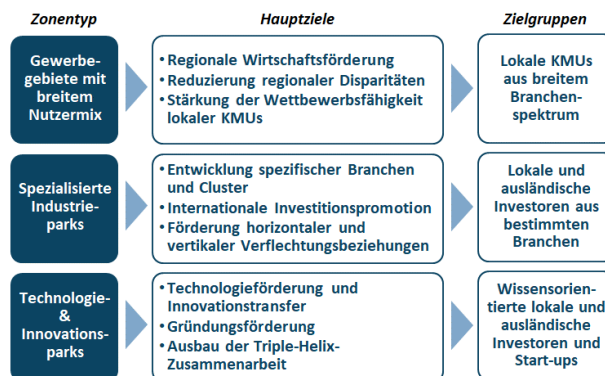 Zonentyp
Hauptziele
Zielgruppen
Gewerbe-
gebiete mit
breitem
Nutzermix
• Regionale Wirtschaftsförderung
• Reduzierung regionaler Disparitäten
• Stärkung der Wettbewerbsfähigkeit
lokaler KMUs
Lokale KMUs
aus breitem
Branchen-
spektrum
Spezialisierte
Industrie-
parks
• Entwicklung spezifischer Branchen
und Cluster
• Internationale Investitionspromotion
• Förderung horizontaler und
vertikaler Verflechtungsbeziehungen
Lokale und
ausländische
Investoren aus
bestimmten
Branchen
Technologie-
&
Innovations-
parks
• Technologieförderung und
Innovationstransfer
• Gründungsförderung
• Ausbau der Triple-Helix-
Zusammenarbeit
Wissensorien-
tierte lokale und
ausländische
Investoren und
Start-ups